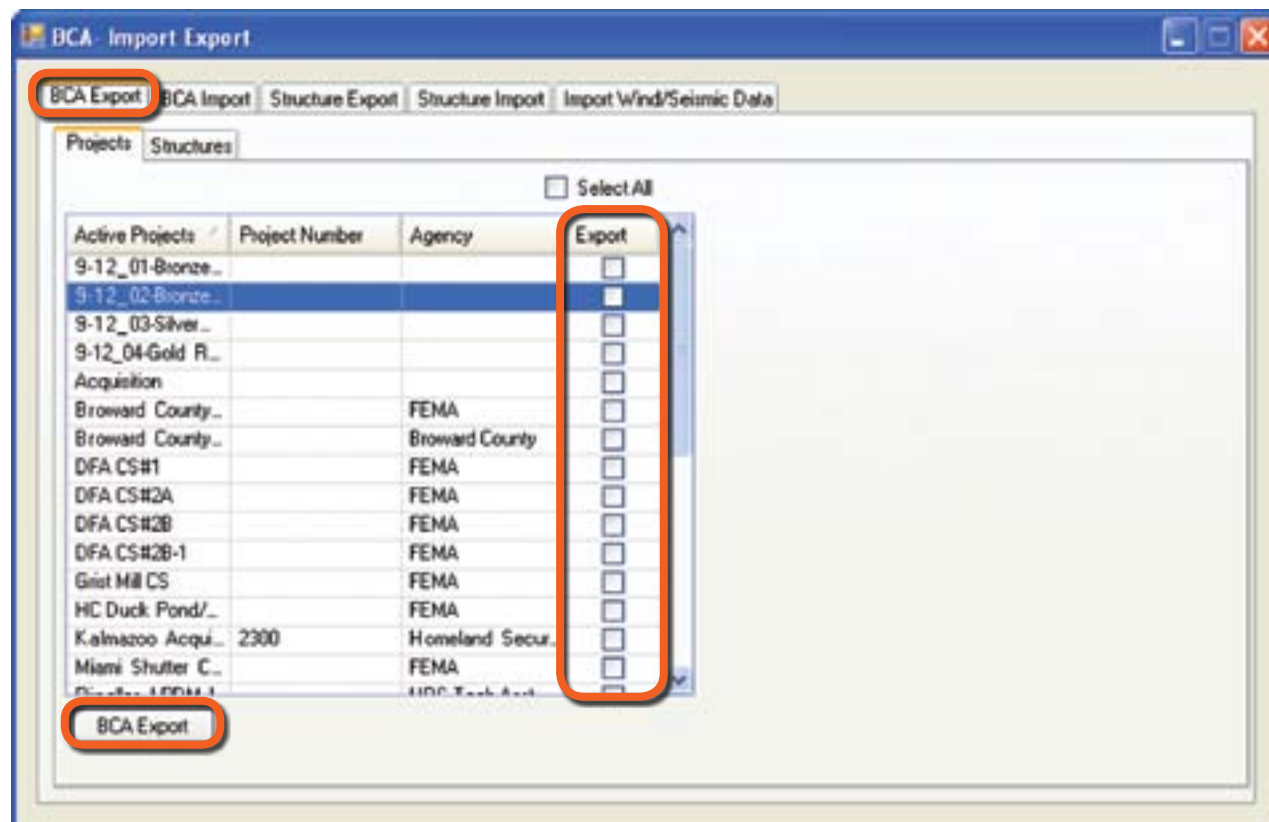 BCA - Import Export
BCA Export BCA Import Structure Export Structure Import Import Wind/Seismic Data
Projects Structures
Select All
Active Projects Project Number Agency Export
9-12_01-Bronze...
9-12_02-Bronze...
9-12_03-Silver...
9-12_04-Gold R...
Acquisition
Broward County... FEMA
Broward County... Broward County
DFA CS#1 FEMA
DFA CS#2A FEMA
DFA CS#2B FEMA
DFA CS#2B-1 FEMA
Grist Mill CS FEMA
HC Duck Pond/... FEMA
Kalmazoo Acqui... 2300 Homeland Secur...
Miami Shutter C... FEMA
BCA Export